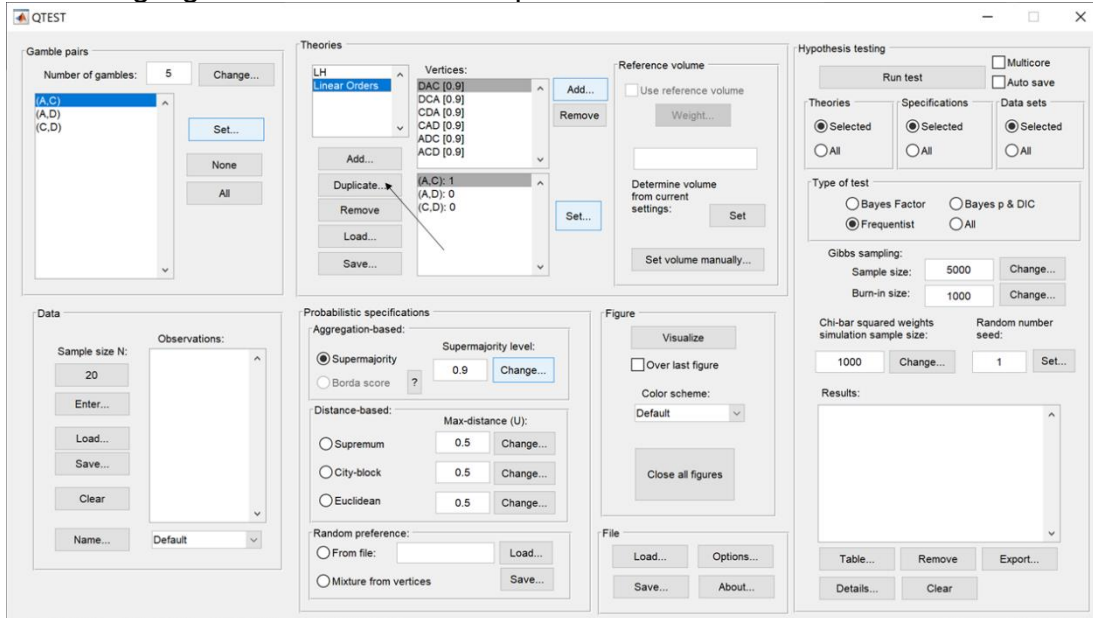 QTEST
Gamble pairs
Number of gambles: 5 Change...
(A,C)
(A,D)
(C,D)
Set...
None
All
Theories
LH
Linear Orders
Add...
Duplicate...
Remove
Load...
Save...
Vertices:
DAC [0.9]
DCA [0.9]
CDA [0.9]
CAD [0.9]
ADC [0.9]
ACD [0.9]
Add...
Remove
(A,C): 1
(A,D): 0
(C,D): 0
Set...
Reference volume
Use reference volume
Weight...
Determine volume
from current
settings: Set
Set volume manually...
Hypothesis testing
Run test
Multicore
Auto save
Theories
Selected
All
Specifications
Selected
All
Data sets
Selected
All
Type of test
Bayes Factor Bayes p & DIC
Frequentist All
Gibbs sampling:
Sample size: 5000 Change...
Burn-in size: 1000 Change...
Chi-bar squared weights
simulation sample size:
1000 Change...
Random number
seed:
1 Set...
Results:
Table... Remove Export...
Details... Clear
Data
Sample size N:
20
Enter...
Load...
Save...
Clear
Name... Default
Observations:
Probabilistic specifications
Aggregation-based:
Supermajority level:
Supermajority 0.9 Change...
Borda score ?
Distance-based:
Max-distance (U):
Supremum 0.5 Change...
City-block 0.5 Change...
Euclidean 0.5 Change...
Random preference:
From file: Load...
Mixture from vertices Save...
Figure
Visualize
Over last figure
Color scheme:
Default
Close all figures
File
Load... Options...
Save... About...